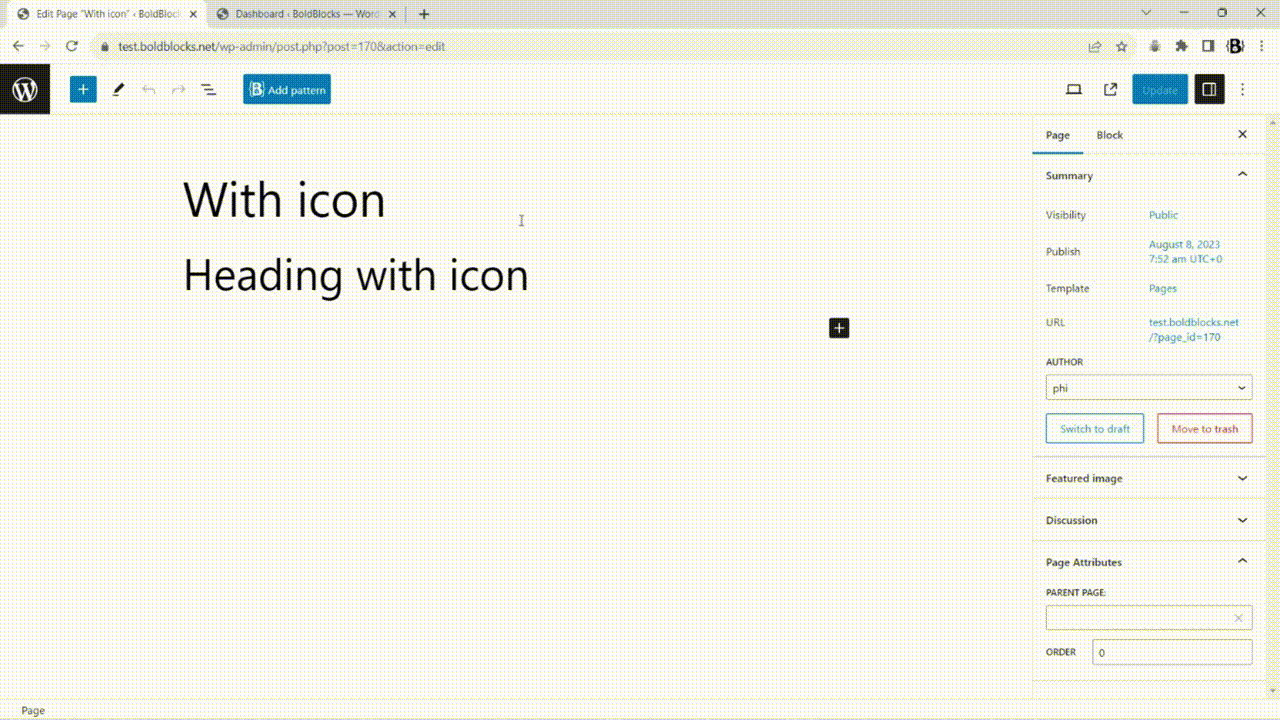 Edit Page "With icon" ‹ BoldBloc
Dashboard ‹ BoldBlocks — Word
test.boldblocks.net/wp-admin/post.php?post=170&action=edit
{B}
{B} Add pattern
Update
Page
Block
With icon
Heading with icon
Summary
Visibility
Public
Publish
August 8, 2023
7:52 am UTC+0
Template
Pages
URL
test.boldblocks.net
/?page_id=170
AUTHOR
phi
Switch to draft
Move to trash
Featured image
Discussion
Page Attributes
PARENT PAGE:
ORDER
0
Page